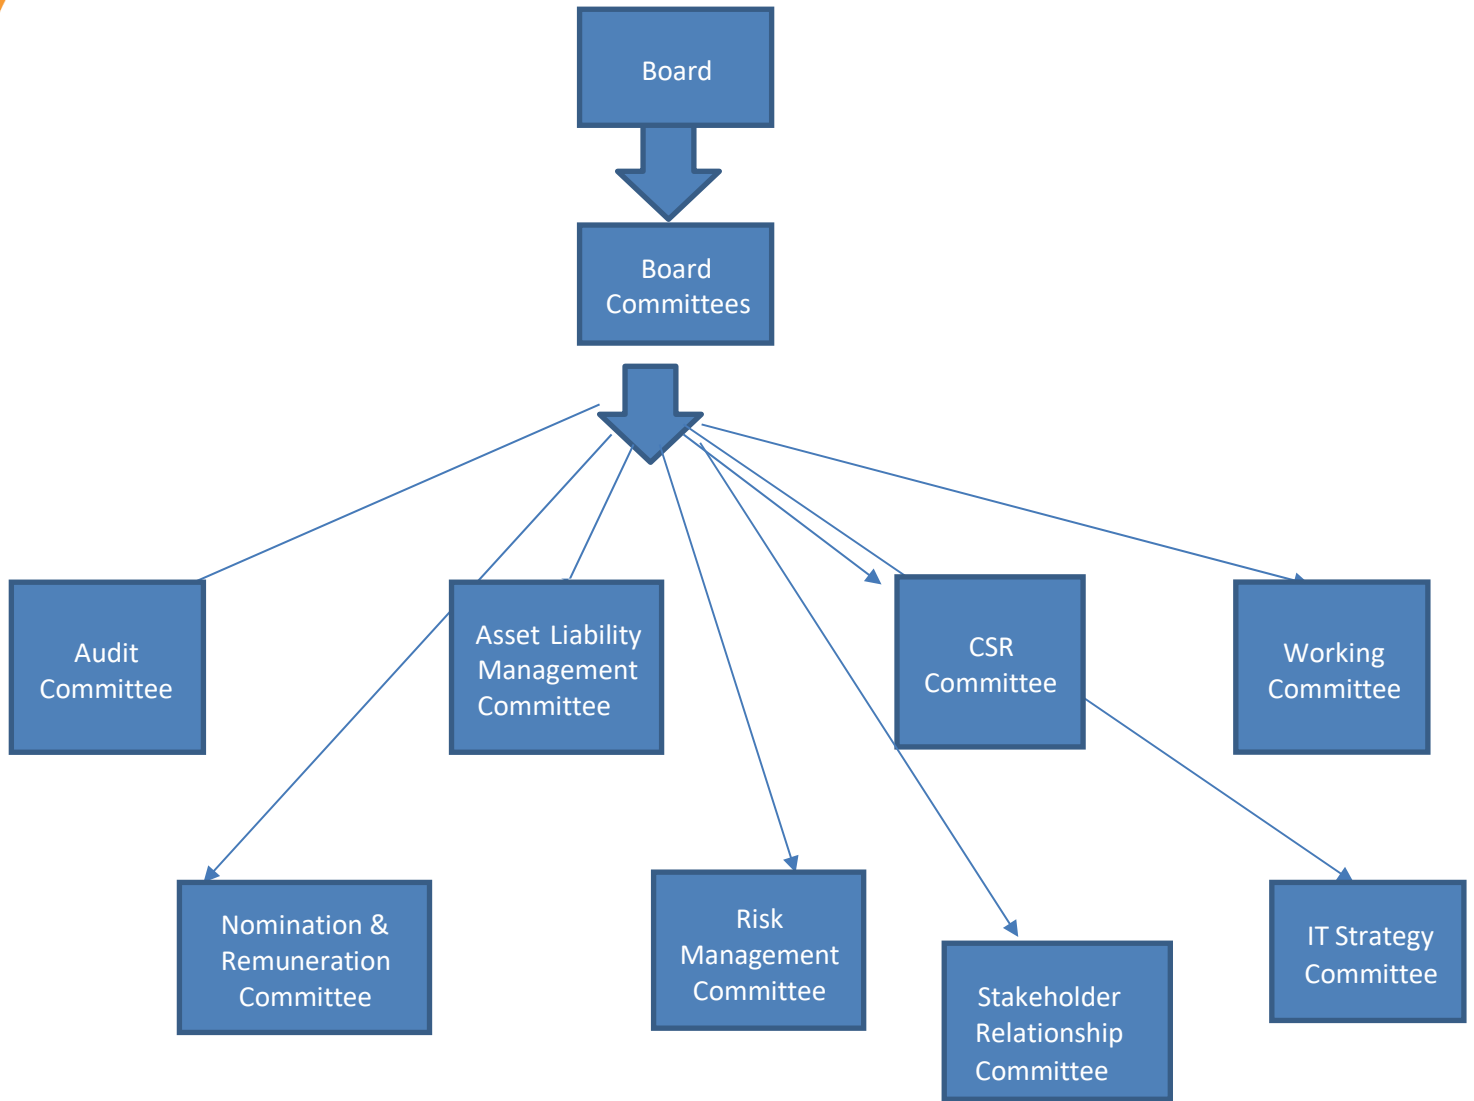 Board
Board
Committees
Audit
Committee
Asset Liability
Management
Committee
CSR
Committee
Working
Committee
Nomination &
Remuneration
Committee
Risk
Management
Committee
Stakeholder
Relationship
Committee
IT Strategy
Committee